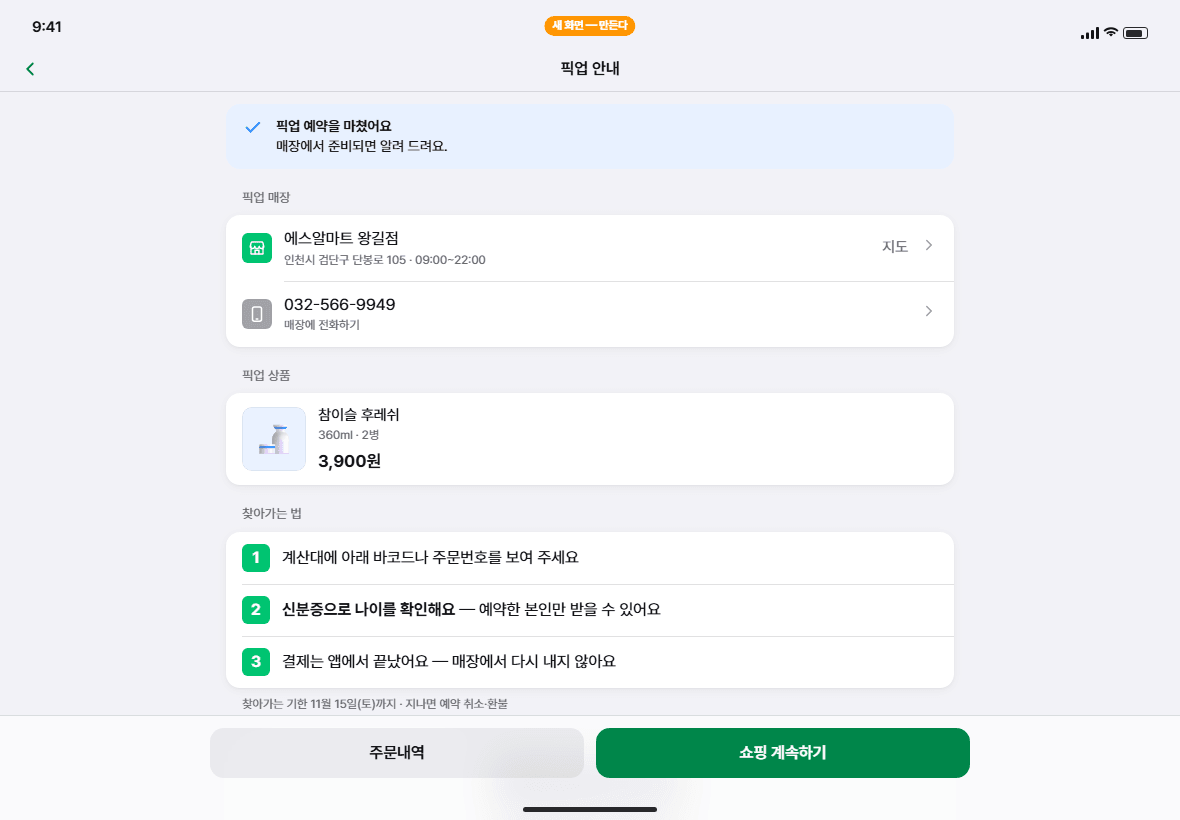 9:41
새 화면 — 만든다
픽업 안내
픽업 예약을 마쳤어요
매장에서 준비되면 알려 드려요.
픽업 매장
에스알마트 왕길점
인천시 검단구 단봉로 105 · 09:00~22:00
지도
032-566-9949
매장에 전화하기
픽업 상품
참이슬 후레쉬
360ml · 2병
3,900원
찾아가는 법
1 계산대에 아래 바코드나 주문번호를 보여 주세요
2 신분증으로 나이를 확인해요 — 예약한 본인만 받을 수 있어요
3 결제는 앱에서 끝났어요 — 매장에서 다시 내지 않아요
찾아가는 기한 11월 15일(토)까지 · 지나면 예약 취소·환불
주문내역
쇼핑 계속하기